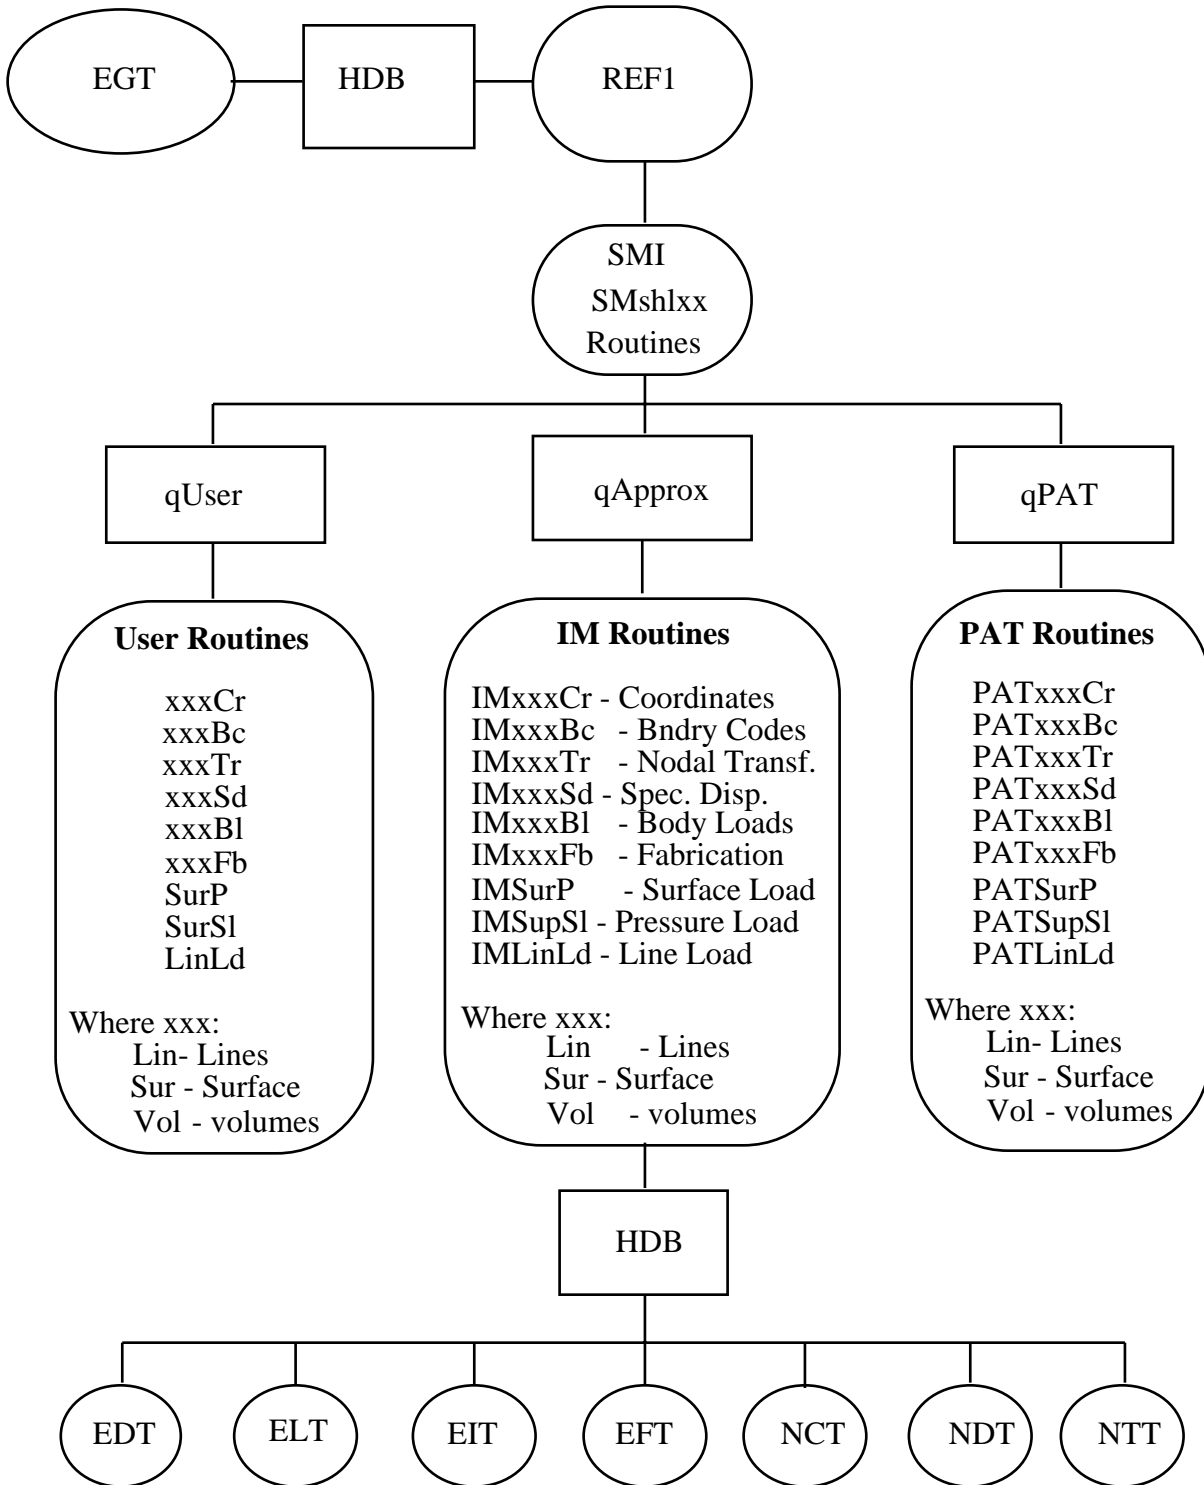 EGT
HDB
REF1
SMI
SMshlxx
Routines
qUser
qApprox
qPAT
User Routines
xxxCr
xxxBc
xxxTr
xxxSd
xxxBl
xxxFb
SurP
SurSl
LinLd
Where xxx:
Lin- Lines
Sur - Surface
Vol - volumes
IM Routines
IMxxxCr - Coordinates
IMxxxBc - Bndry Codes
IMxxxTr - Nodal Transf.
IMxxxSd - Spec. Disp.
IMxxxBl - Body Loads
IMxxxFb - Fabrication
IMSurP - Surface Load
IMSupSl - Pressure Load
IMLinLd - Line Load
Where xxx:
Lin - Lines
Sur - Surface
Vol - volumes
PAT Routines
PATxxxCr
PATxxxBc
PATxxxTr
PATxxxSd
PATxxxBl
PATxxxFb
PATSurP
PATSupSl
PATLinLd
Where xxx:
Lin- Lines
Sur - Surface
Vol - volumes
HDB
EDT
ELT
EIT
EFT
NCT
NDT
NTT